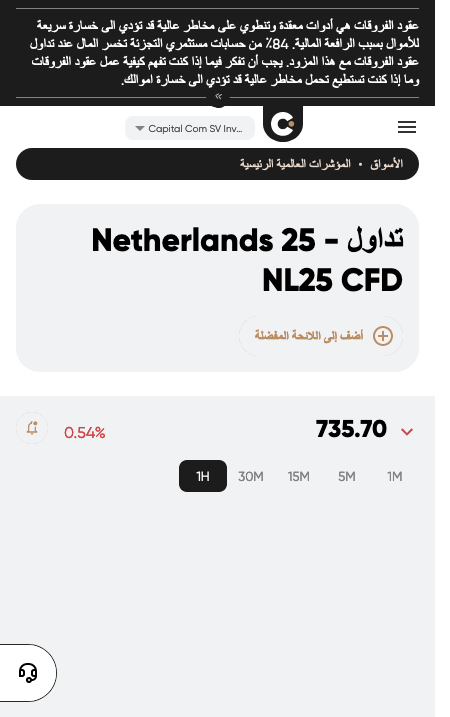 عقود الفروقات هي أدوات معقدة وتنطوي على مخاطر عالية قد تؤدي الى خسارة سريعة
للأموال بسبب الرافعة المالية. 84٪ من حسابات مستثمري التجزئة تخسر المال عند تداول
عقود الفروقات مع هذا المزود. يجب أن تفكر فيما إذا كنت تفهم كيفية عمل عقود الفروقات
وما إذا كنت تستطيع تحمل مخاطر عالية قد تؤدي الى خسارة اموالك.
Capital Com SV Inv...
الأسواق • المؤشرات العالمية الرئيسية
تداول Netherlands 25 -
NL25 CFD
أضف إلى اللائحة المفضلة
735.70
0.54%
1H 30M 15M 5M 1M